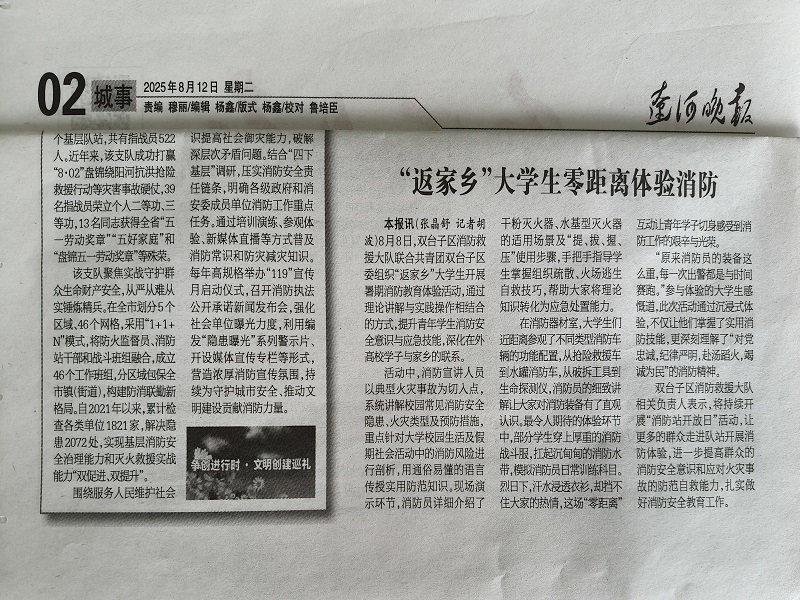 02 城事
2025年8月12日 星期二
责编 穆丽/编辑 杨鑫/版式 杨鑫/校对 鲁培臣
辽河晚报
个基层队站，共有指战员522
人。近年来，该支队成功打赢
“8·02”盘锦绕阳河抗洪抢险
救援行动等灾害事故硬仗，39
名指战员荣立个人二等功、三
等功，13名同志获得全省“五
一劳动奖章”“五好家庭”和
“盘锦五一劳动奖章”等殊荣。
该支队聚焦实战守护群
众生命财产安全，从严从难从
实锤炼精兵，在全市划分5个
区域、46个网格，采用“1+1+
N”模式，将防火监督员、消防
站干部和战斗班组融合，成立
46个工作班组，分区域包保全
市镇（街道），构建防消联勤新
格局。自2021年以来，累计检
查各类单位1821家，解决隐
患2072处，实现基层消防安
全治理能力和灭火救援实战
能力“双促进、双提升”。
围绕服务人民维护社会
识提高社会御灾能力，破解
深层次矛盾问题。结合“四下
基层”调研，压实消防安全责
任链条，明确各级政府和消
安委成员单位消防工作重点
任务。通过培训演练、参观体
验、新媒体直播等方式普及
消防常识和防灾减灾知识。
每年高规格举办“119”宣传
月启动仪式，召开消防执法
公开承诺新闻发布会，强化
社会单位曝光力度，利用编
发“隐患曝光”系列警示片、
开设媒体宣传专栏等形式，
营造浓厚消防宣传氛围，持
续为守护城市安全、推动文
明建设贡献消防力量。
争创进行时·文明创建巡礼
“返家乡”大学生零距离体验消防
本报讯（张晶舒 记者胡
波）8月8日，双台子区消防救
援大队联合共青团双台子区
委组织“返家乡”大学生开展
暑期消防教育体验活动，通过
理论讲解与实践操作相结合
的方式，提升青年学生消防安
全意识与应急技能，深化在外
高校学子与家乡的联系。
活动中，消防宣讲人员
以典型火灾事故为切入点，
系统讲解校园常见消防安全
隐患、火灾类型及预防措施，
重点针对大学校园生活及假
期社会活动中的消防风险进
行剖析，用通俗易懂的语言
传授实用防范知识。现场演
示环节，消防员详细介绍了
干粉灭火器、水基型灭火器
的适用场景及“提、拔、握、
压”使用步骤，手把手指导学
生掌握组织疏散、火场逃生
自救技巧，帮助大家将理论
知识转化为应急处置能力。
在消防器材室，大学生们
近距离参观了不同类型消防车
辆的功能配置，从抢险救援车
到水罐消防车，从破拆工具到
生命探测仪，消防员的细致讲
解让大家对消防装备有了直观
认识。最令人期待的体验环节
中，部分学生穿上厚重的消防
战斗服，扛起沉甸甸的消防水
带，模拟消防员日常训练科目。
烈日下，汗水浸透衣衫，却挡不
住大家的热情，这场“零距离”
互动让青年学子切身感受到消
防工作的艰辛与光荣。
“原来消防员的装备这
么重，每一次出警都是与时间
赛跑。”参与体验的大学生感
慨道，此次活动通过沉浸式体
验，不仅让他们掌握了实用消
防技能，更深刻理解了“对党
忠诚，纪律严明，赴汤蹈火，竭
诚为民”的消防精神。
双台子区消防救援大队
相关负责人表示，将持续开
展“消防站开放日”活动，让
更多的群众走进队站开展消
防体验，进一步提高群众的
消防安全意识和应对火灾事
故的防范自救能力，扎实做
好消防安全教育工作。